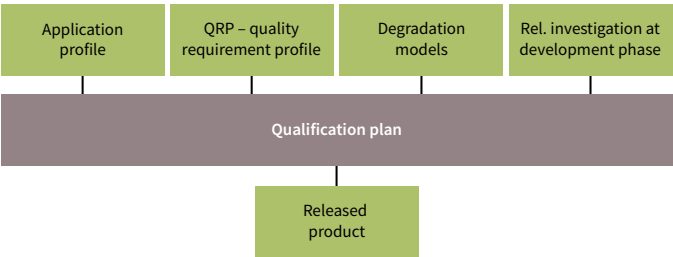 Application
profile
QRP – quality
requirement profile
Degradation
models
Rel. investigation at
development phase
Qualification plan
Released
product